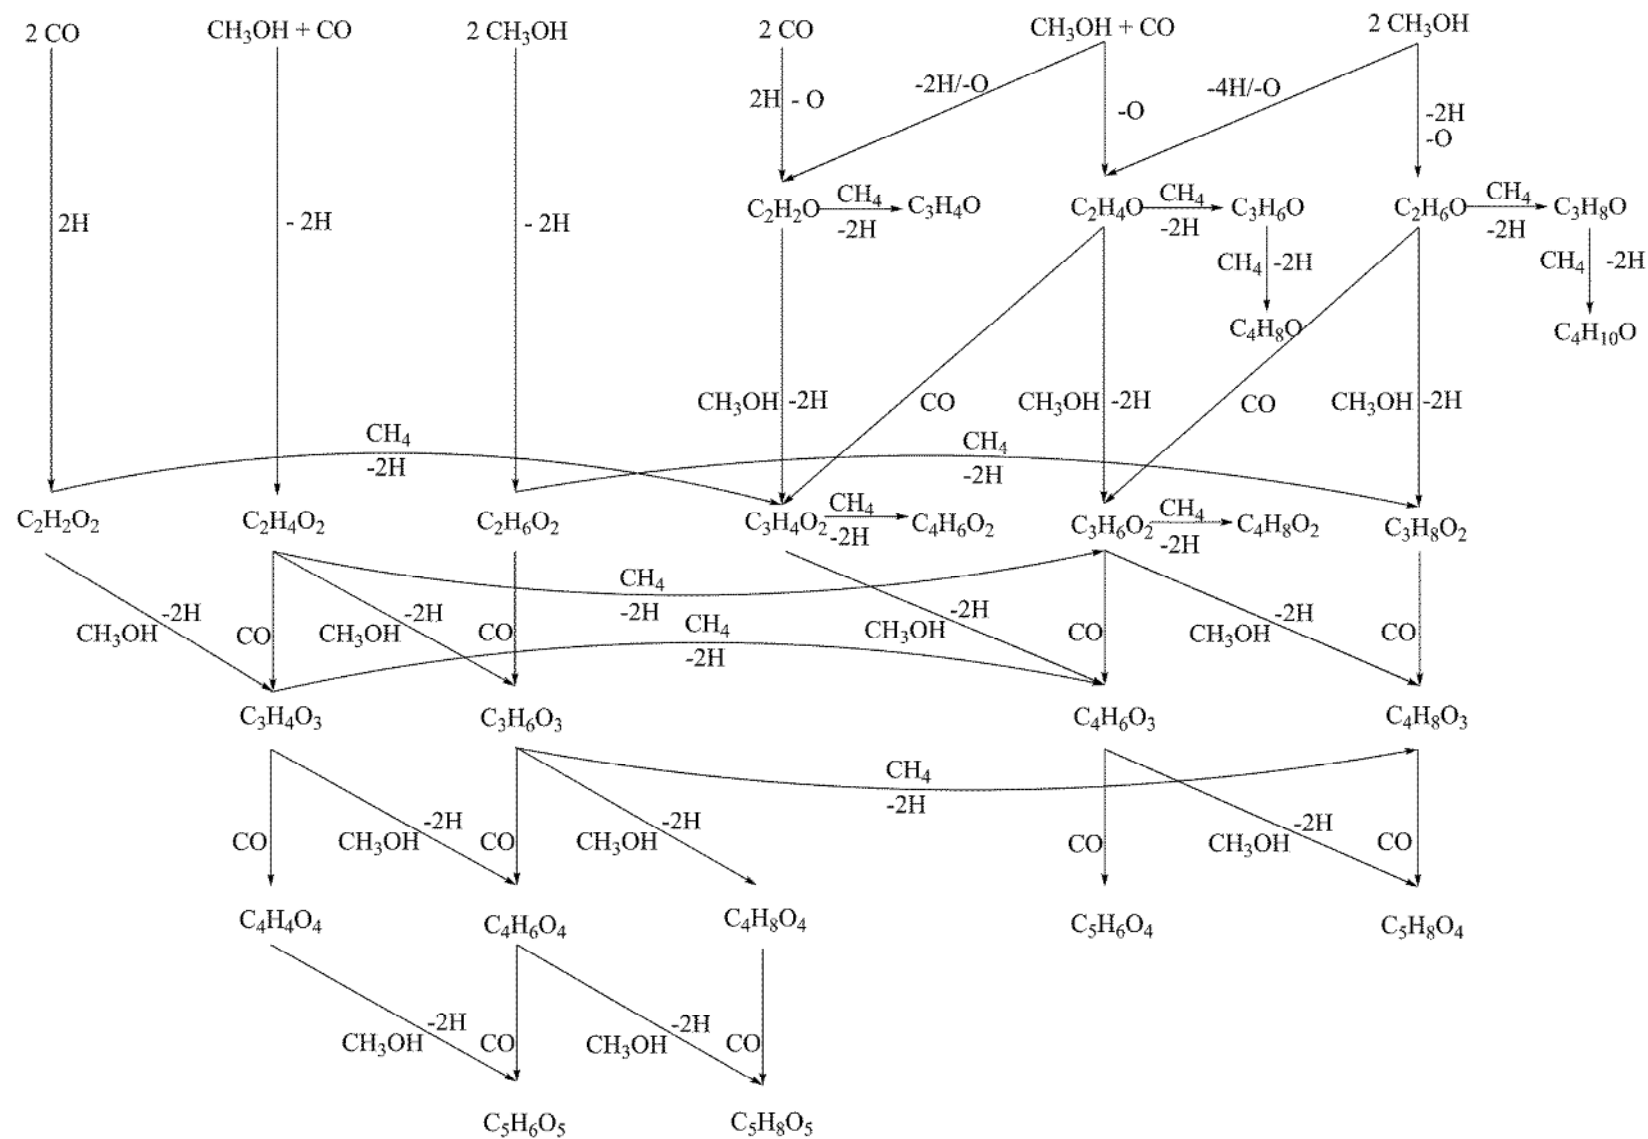 2 CO CH₃OH + CO 2 CH₃OH 2 CO CH₃OH + CO 2 CH₃OH
2H - O -2H/-O -O -4H/-O -2H
-O
C₂H₂O CH₄ -2H C₃H₄O C₂H₄O CH₄ -2H C₃H₆O C₂H₆O CH₄ -2H C₃H₈O
2H - 2H - 2H
CH₄ -2H CH₄ -2H
C₄H₈O C₄H₁₀O
CH₃OH -2H CO CH₃OH -2H CO CH₃OH -2H
CH₄ CH₄
-2H -2H
C₂H₂O₂ C₂H₄O₂ C₂H₆O₂ C₃H₄O₂ CH₄ -2H C₄H₆O₂ C₃H₆O₂ CH₄ -2H C₄H₈O₂ C₃H₈O₂
CH₄
-2H
CH₃OH -2H CO CH₃OH -2H CO CH₃OH -2H CO CH₃OH -2H CO
CH₄
-2H
C₃H₄O₃ C₃H₆O₃ C₄H₆O₃ C₄H₈O₃
CH₄
-2H
CO CH₃OH -2H CO CH₃OH -2H CO CH₃OH -2H CO
C₄H₄O₄ C₄H₆O₄ C₄H₈O₄ C₅H₆O₄ C₅H₈O₄
CH₃OH -2H CO CH₃OH -2H CO
C₅H₆O₅ C₅H₈O₅